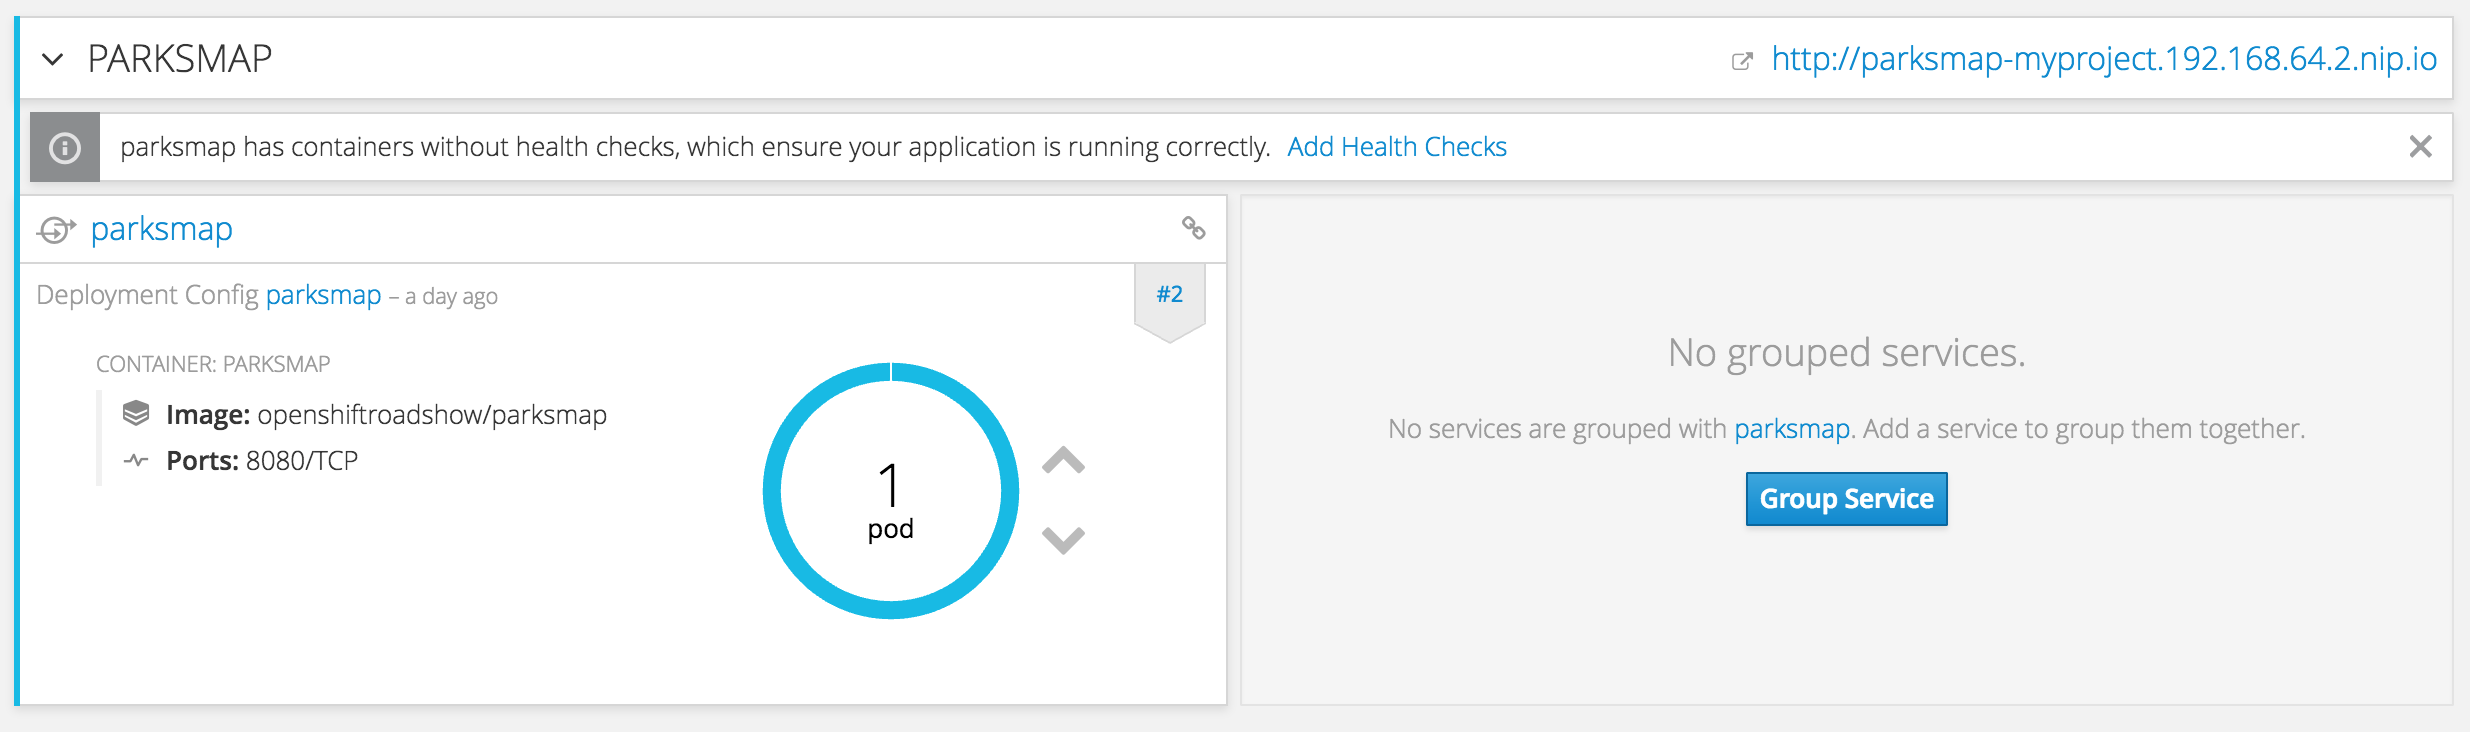 PARKSMAP
http://parksmap-myproject.192.168.64.2.nip.io
parksmap has containers without health checks, which ensure your application is running correctly. Add Health Checks
parksmap
Deployment Config parksmap – a day ago
#2
CONTAINER: PARKSMAP
Image: openshiftroadshow/parksmap
Ports: 8080/TCP
1
pod
No grouped services.
No services are grouped with parksmap. Add a service to group them together.
Group Service